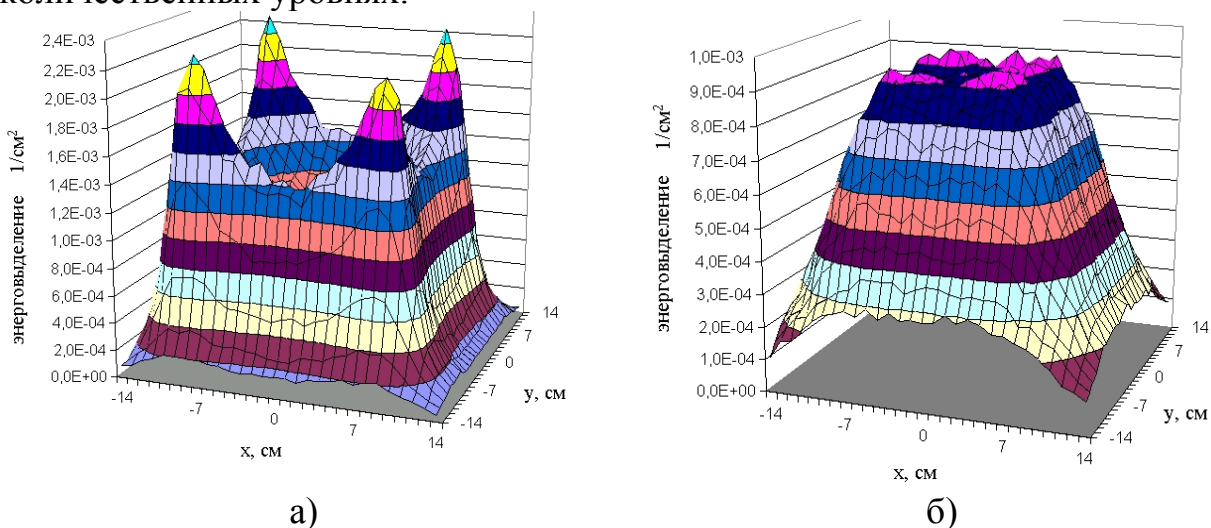 количественных уровнях.
2,4E-03
2,2E-03
2,0E-03
1,8E-03
1,6E-03
1,4E-03
1,2E-03
1,0E-03
8,0E-04
6,0E-04
4,0E-04
2,0E-04
0,0E+00
энерговыделение 1/см²
-14
-7
0
7
14
x, см
-14
-7
0
7
14
y, см
а)
1,0E-03
9,0E-04
8,0E-04
7,0E-04
6,0E-04
5,0E-04
4,0E-04
3,0E-04
2,0E-04
1,0E-04
0,0E+00
энерговыделение 1/см²
-14
-7
0
7
14
x, см
-14
-7
0
7
14
y, см
б)